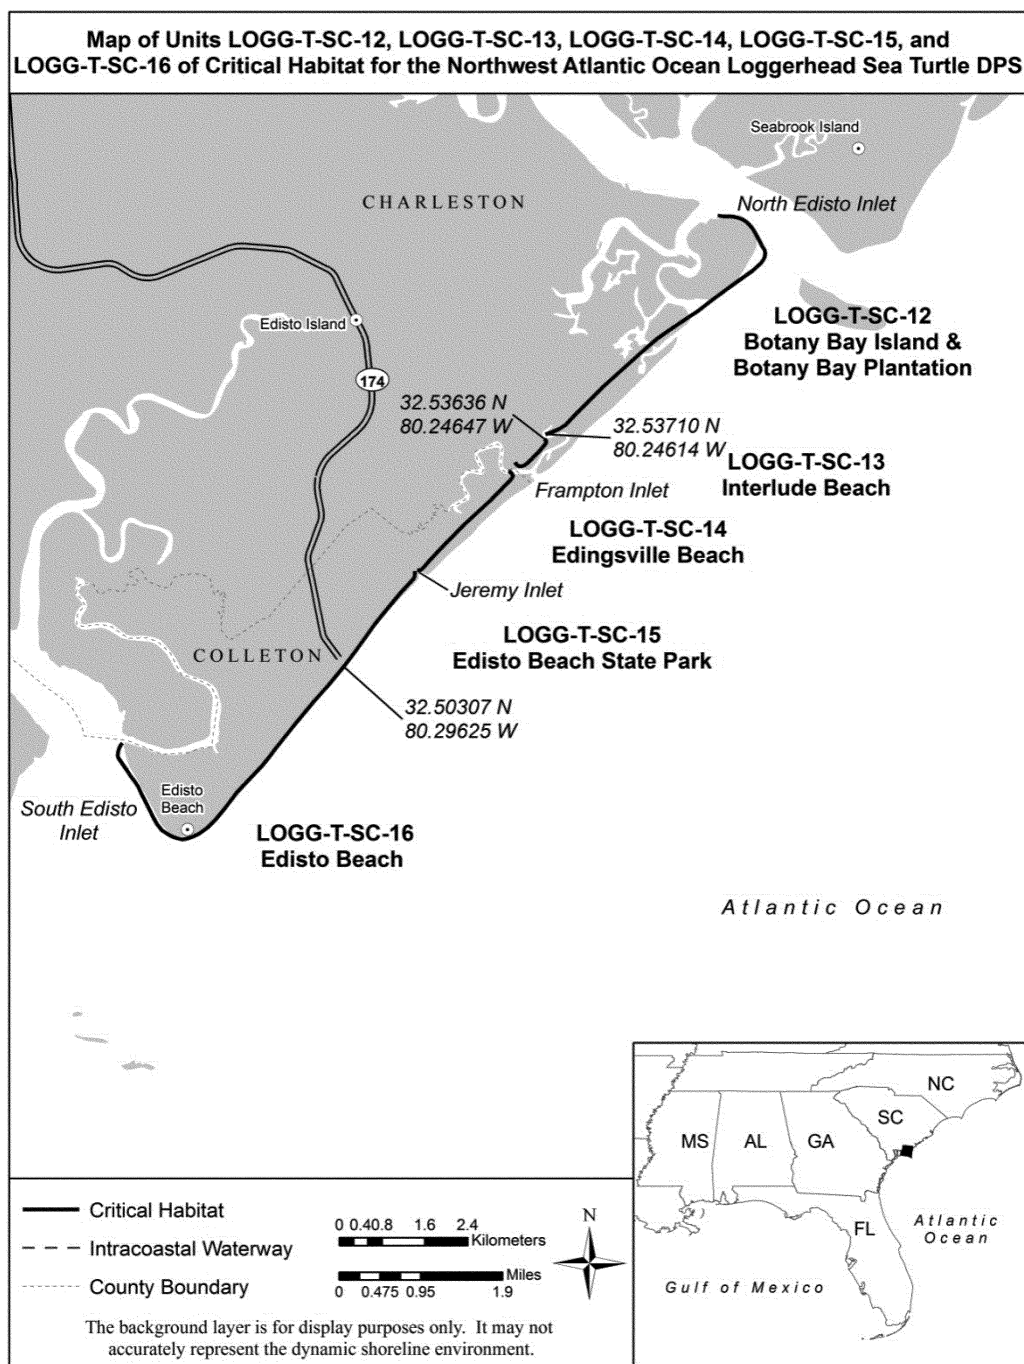 Map of Units LOGG-T-SC-12, LOGG-T-SC-13, LOGG-T-SC-14, LOGG-T-SC-15, and
LOGG-T-SC-16 of Critical Habitat for the Northwest Atlantic Ocean Loggerhead Sea Turtle DPS
Seabrook Island
CHARLESTON
North Edisto Inlet
Edisto Island
LOGG-T-SC-12
Botany Bay Island &
Botany Bay Plantation
174
32.53636 N
80.24647 W
32.53710 N
80.24614 W
LOGG-T-SC-13
Interlude Beach
Frampton Inlet
LOGG-T-SC-14
Edingsville Beach
Jeremy Inlet
LOGG-T-SC-15
Edisto Beach State Park
COLLETON
32.50307 N
80.29625 W
Edisto
Beach
South Edisto
Inlet
LOGG-T-SC-16
Edisto Beach
Atlantic Ocean
NC
SC
MS
AL
GA
FL
Atlantic
Ocean
Gulf of Mexico
Critical Habitat
Intracoastal Waterway
County Boundary
0 0.40.8 1.6 2.4
Kilometers
Miles
0 0.475 0.95 1.9
N
The background layer is for display purposes only. It may not
accurately represent the dynamic shoreline environment.